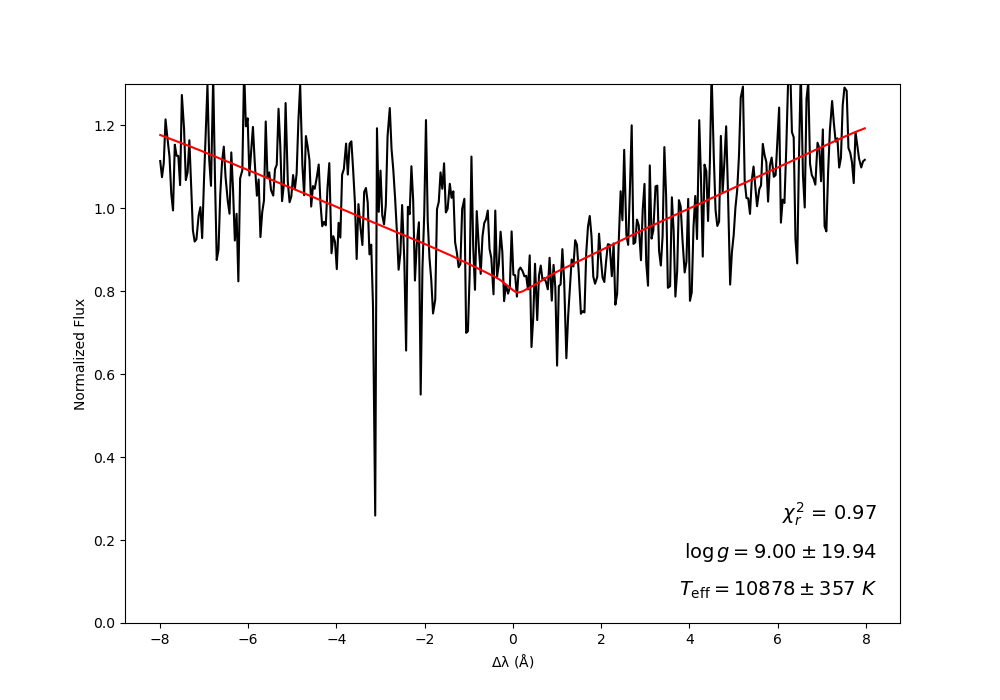 1.2
1.0
0.8
0.6
0.4
0.2
0.0
Normalized Flux
χ²ᵣ = 0.97
log g = 9.00 ± 19.94
T_eff = 10878 ± 357 K
−8 −6 −4 −2 0 2 4 6 8
Δλ (Å)